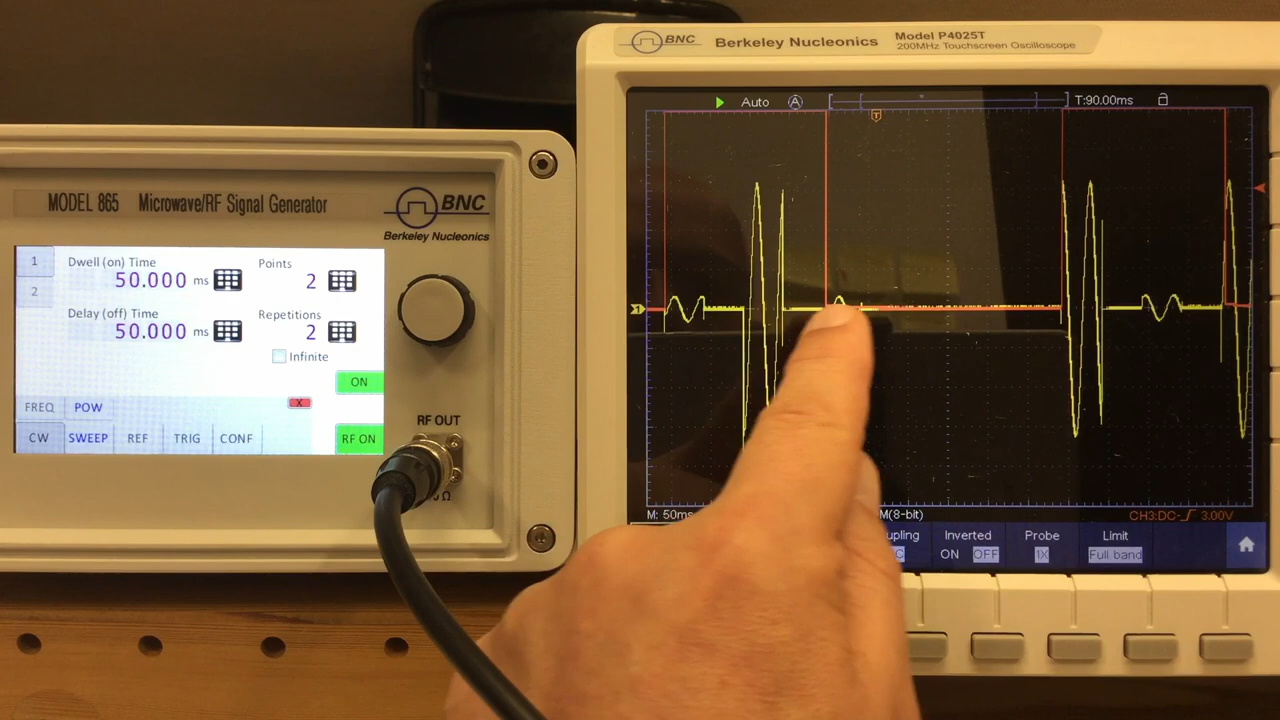 MODEL 865 Microwave/RF Signal Generator
BNC
Berkeley Nucleonics
1
2
Dwell (on) Time
50.000 ms
Points
2
Delay (off) Time
50.000 ms
Repetitions
2
Infinite
ON
X
FREQ POW
CW SWEEP REF TRIG CONF RF ON
RF OUT
Ω
BNC Berkeley Nucleonics
Model P4025T
200MHz Touchscreen Oscilloscope
Auto A T:90.00ms
T
M: 50ms
M(8-bit)
CH3:DC- 3.00V
Inverted
ON OFF
Probe
1X
Limit
Full band